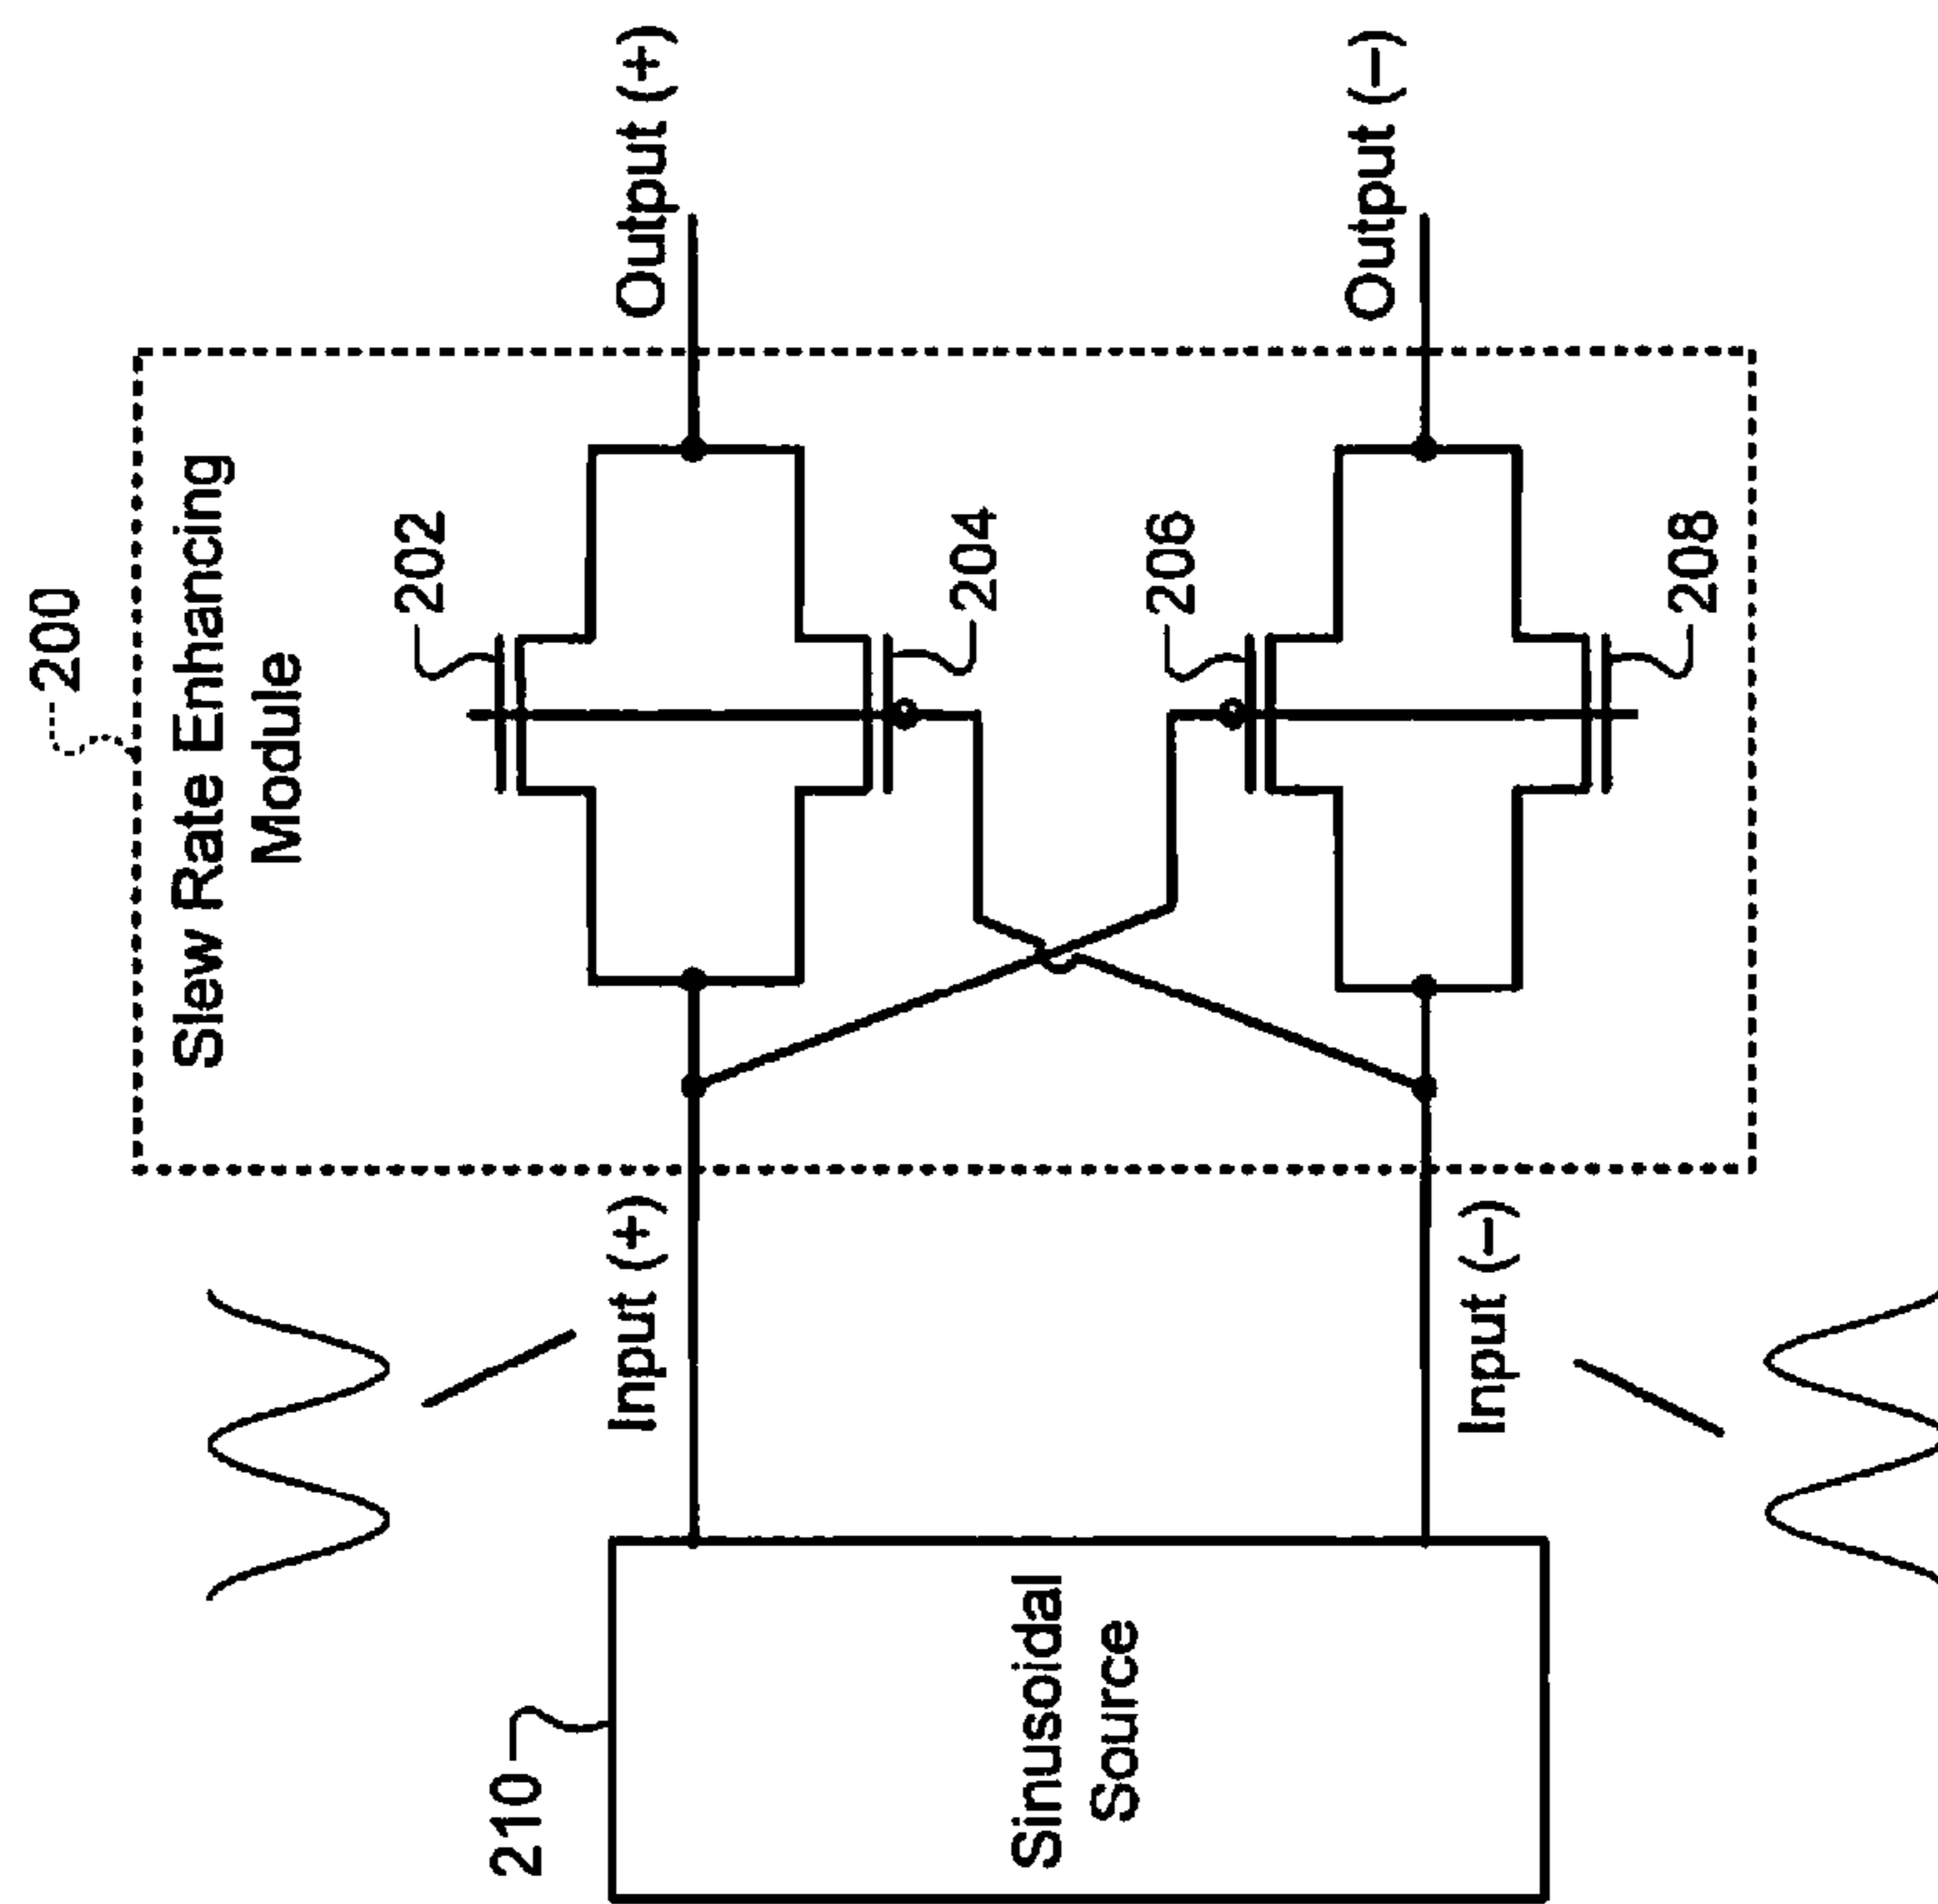 200
Slew Rate Enhancing
Module
202
204
206
208
Output (+)
Output (−)
Input (+)
Input (−)
210
Sinusoidal
Source